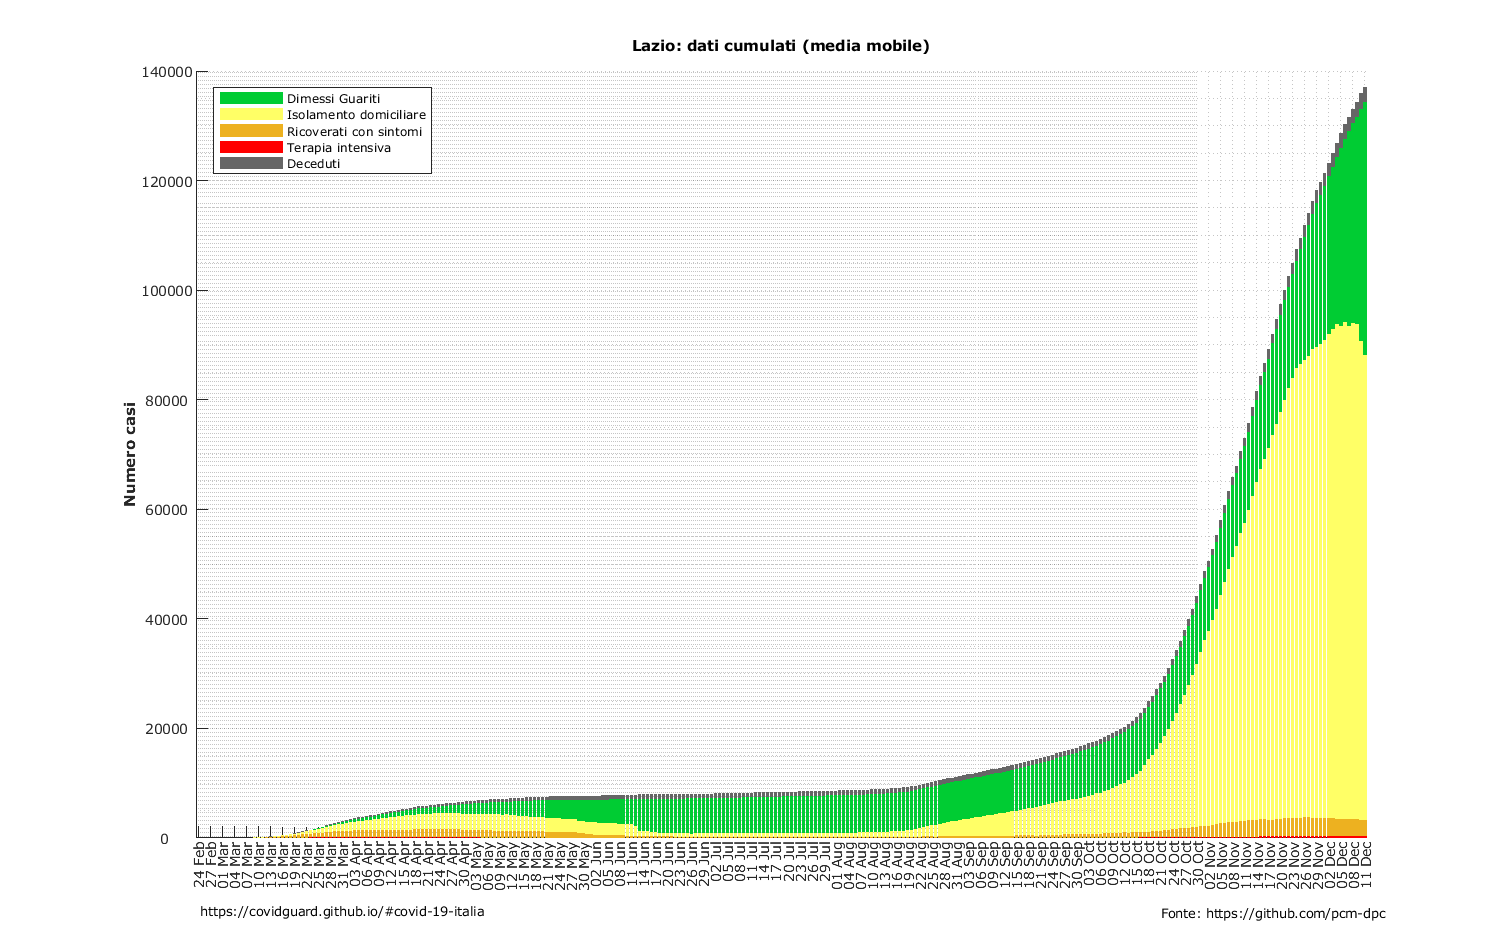 Lazio: dati cumulati (media mobile)
140000
120000
100000
80000
60000
40000
20000
0
Numero casi
Dimessi Guariti
Isolamento domiciliare
Ricoverati con sintomi
Terapia intensiva
Deceduti
24 Feb
27 Feb
01 Mar
04 Mar
07 Mar
10 Mar
13 Mar
16 Mar
19 Mar
22 Mar
25 Mar
28 Mar
31 Mar
03 Apr
06 Apr
09 Apr
12 Apr
15 Apr
18 Apr
21 Apr
24 Apr
27 Apr
30 Apr
03 May
06 May
09 May
12 May
15 May
18 May
21 May
24 May
27 May
30 May
02 Jun
05 Jun
08 Jun
11 Jun
14 Jun
17 Jun
20 Jun
23 Jun
26 Jun
29 Jun
02 Jul
05 Jul
08 Jul
11 Jul
14 Jul
17 Jul
20 Jul
23 Jul
26 Jul
29 Jul
01 Aug
04 Aug
07 Aug
10 Aug
13 Aug
16 Aug
19 Aug
22 Aug
25 Aug
28 Aug
31 Aug
03 Sep
06 Sep
09 Sep
12 Sep
15 Sep
18 Sep
21 Sep
24 Sep
27 Sep
30 Sep
03 Oct
06 Oct
09 Oct
12 Oct
15 Oct
18 Oct
21 Oct
24 Oct
27 Oct
30 Oct
02 Nov
05 Nov
08 Nov
11 Nov
14 Nov
17 Nov
20 Nov
23 Nov
26 Nov
29 Nov
02 Dec
05 Dec
08 Dec
11 Dec
https://covidguard.github.io/#covid-19-italia
Fonte: https://github.com/pcm-dpc